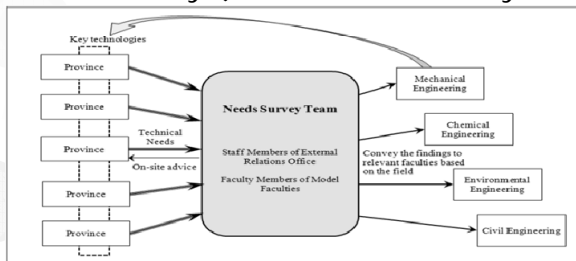 Key technologies
Province
Province
Province
Province
Province
Technical
Needs
On-site advice
Needs Survey Team
Staff Members of External
Relations Office
Faculty Members of Model
Faculties
Convey the findings to
relevant faculties based
on the field
Mechanical
Engineering
Chemical
Engineering
Environmental
Engineering
Civil Engineering